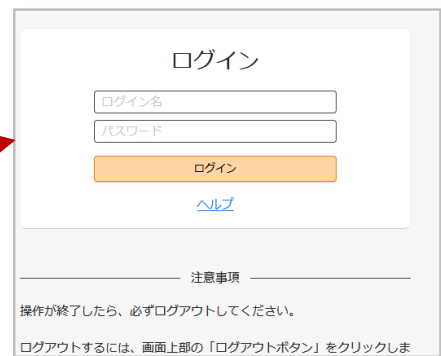 ログイン
ログイン名
パスワード
ログイン
ヘルプ
注意事項
操作が終了したら、必ずログアウトしてください。
ログアウトするには、画面上部の「ログアウトボタン」をクリックしま